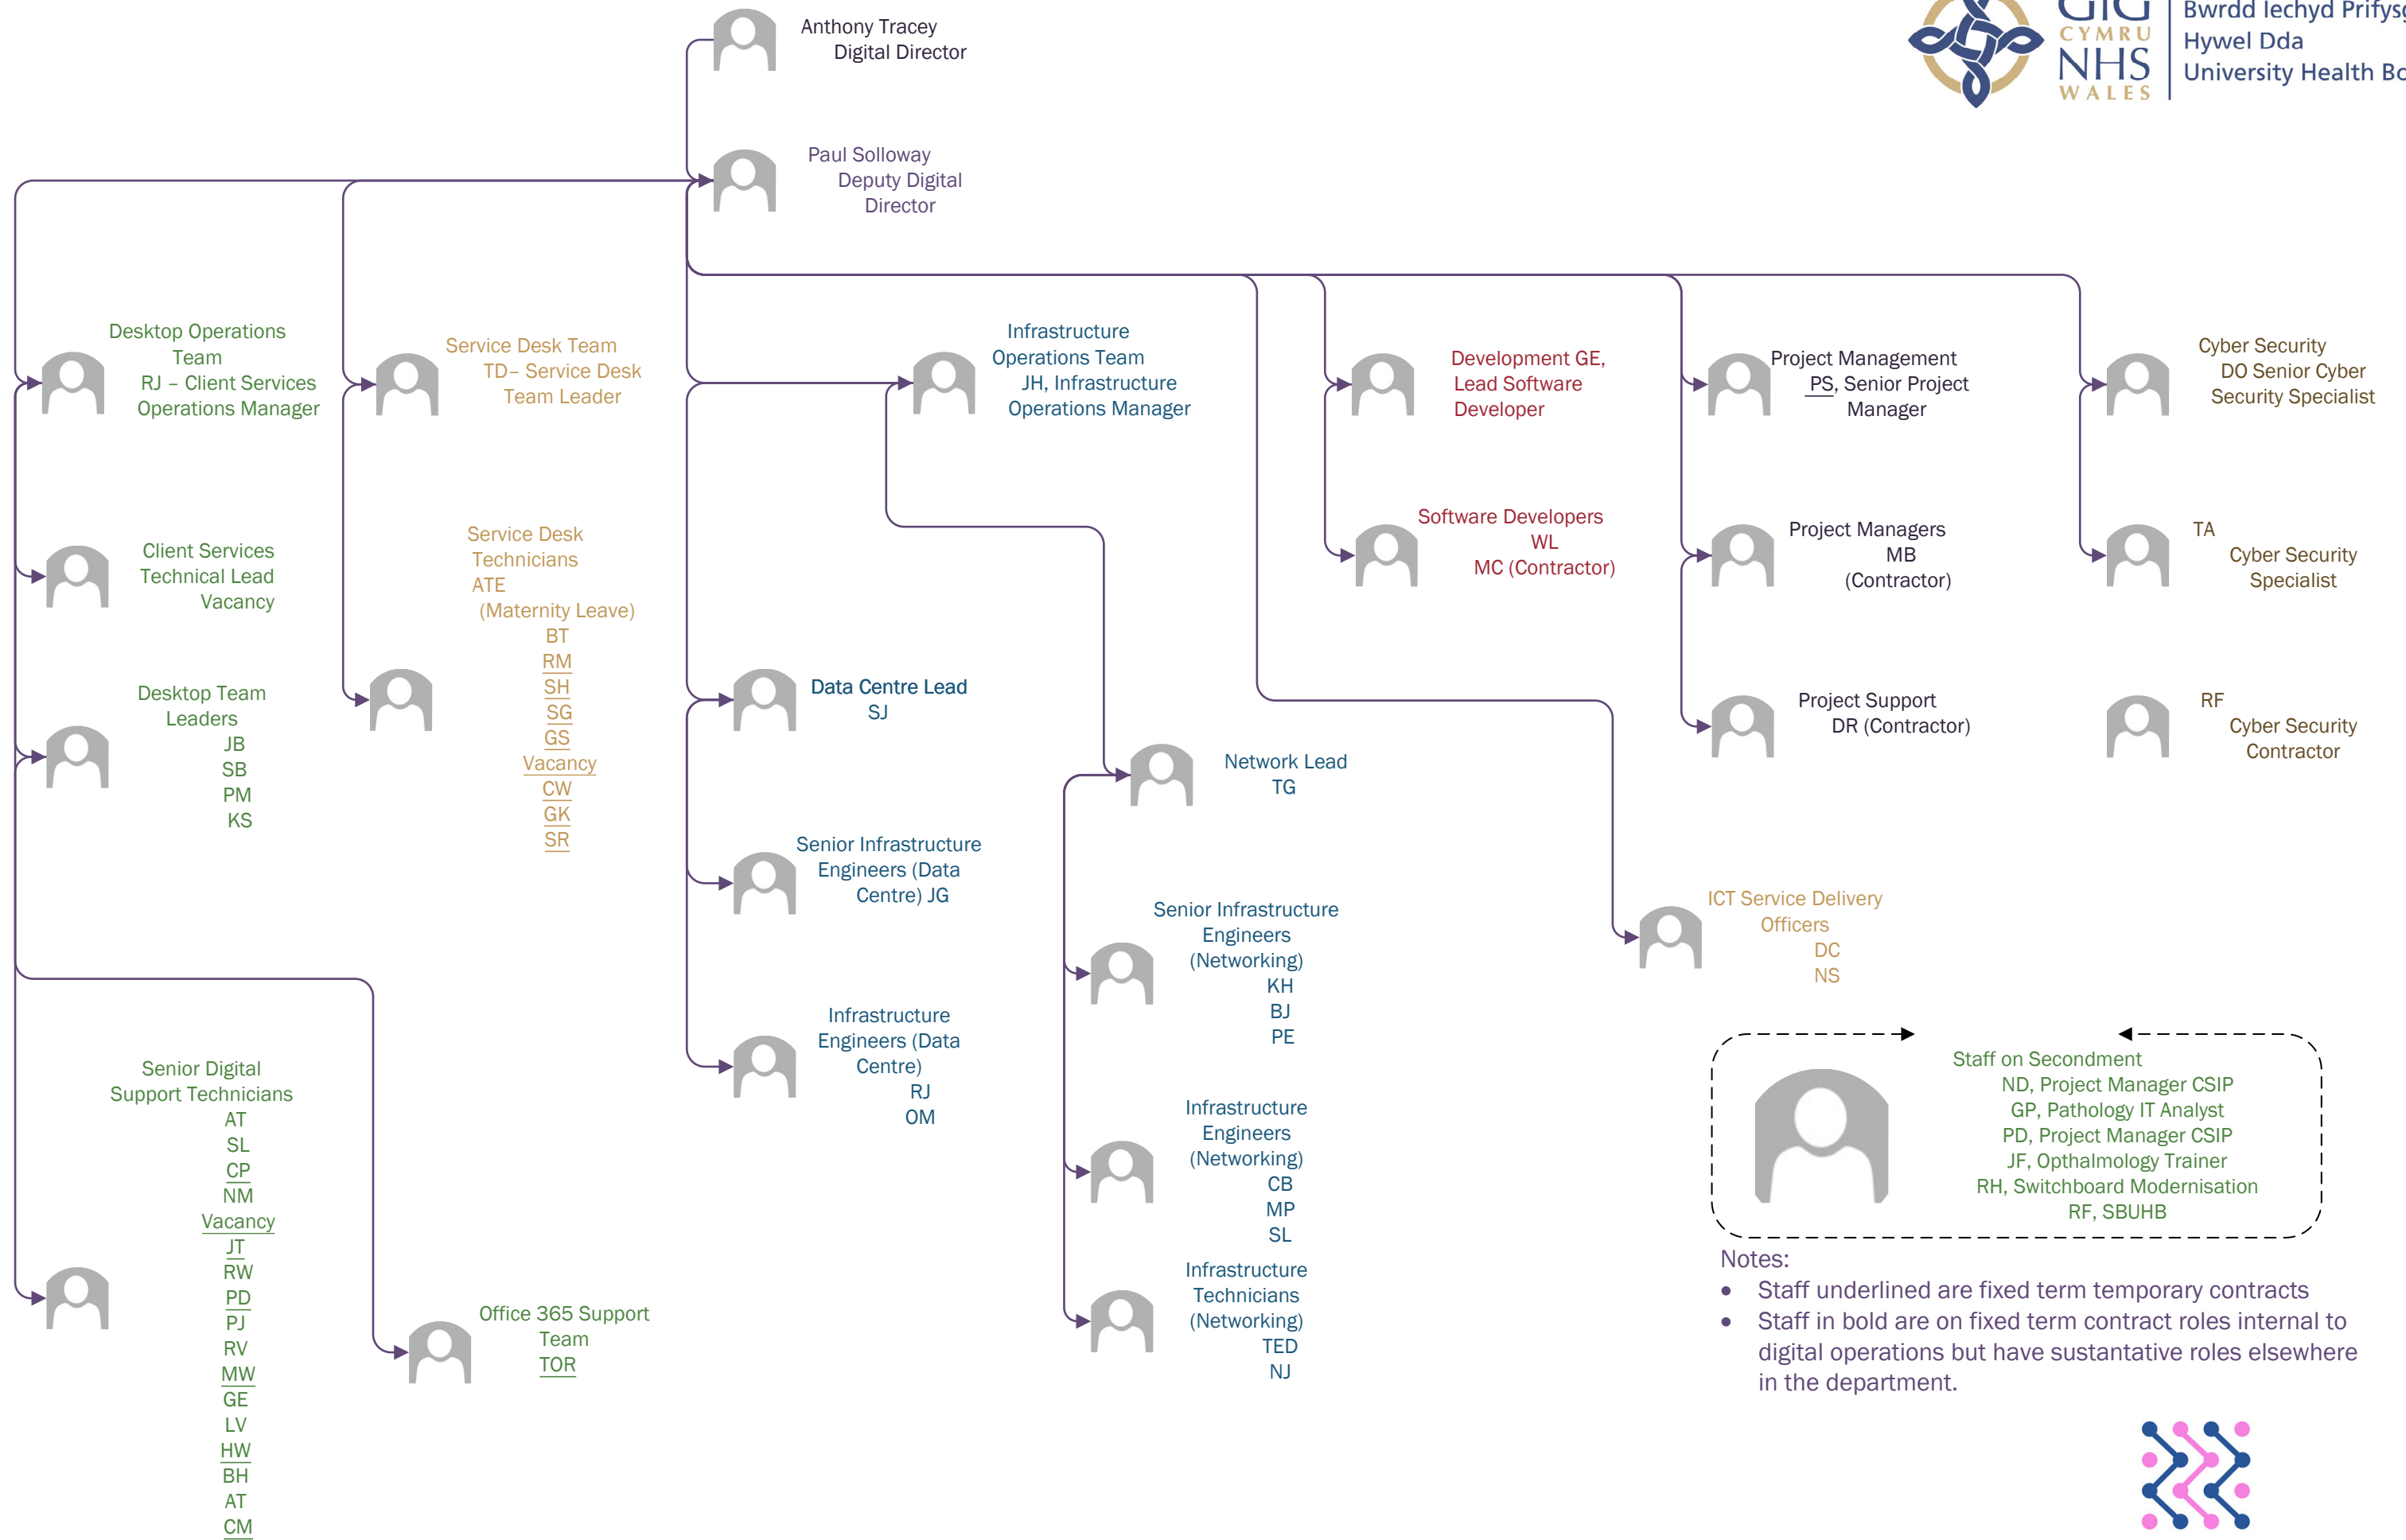 Anthony Tracey
Digital Director
GIG
CYMRU
NHS
WALES
Bwrdd Iechyd Prifysg
Hywel Dda
University Health Bo
Paul Solloway
Deputy Digital
Director
Desktop Operations
Team
RJ – Client Services
Operations Manager
Service Desk Team
TD– Service Desk
Team Leader
Infrastructure
Operations Team
JH, Infrastructure
Operations Manager
Development GE,
Lead Software
Developer
Project Management
PS, Senior Project
Manager
Cyber Security
DO Senior Cyber
Security Specialist
Client Services
Technical Lead
Vacancy
Service Desk
Technicians
ATE
(Maternity Leave)
BT
RM
SH
SG
GS
Vacancy
CW
GK
SR
Software Developers
WL
MC (Contractor)
Project Managers
MB
(Contractor)
TA
Cyber Security
Specialist
Desktop Team
Leaders
JB
SB
PM
KS
Data Centre Lead
SJ
Network Lead
TG
Project Support
DR (Contractor)
RF
Cyber Security
Contractor
Senior Infrastructure
Engineers (Data
Centre) JG
Senior Infrastructure
Engineers
(Networking)
KH
BJ
PE
ICT Service Delivery
Officers
DC
NS
Infrastructure
Engineers (Data
Centre)
RJ
OM
Senior Digital
Support Technicians
AT
SL
CP
NM
Vacancy
JT
RW
PD
PJ
RV
MW
GE
LV
HW
BH
AT
CM
Office 365 Support
Team
TOR
Infrastructure
Engineers
(Networking)
CB
MP
SL
Infrastructure
Technicians
(Networking)
TED
NJ
Staff on Secondment
ND, Project Manager CSIP
GP, Pathology IT Analyst
PD, Project Manager CSIP
JF, Opthalmology Trainer
RH, Switchboard Modernisation
RF, SBUHB
Notes:
• Staff underlined are fixed term temporary contracts
• Staff in bold are on fixed term contract roles internal to
digital operations but have sustantative roles elsewhere
in the department.